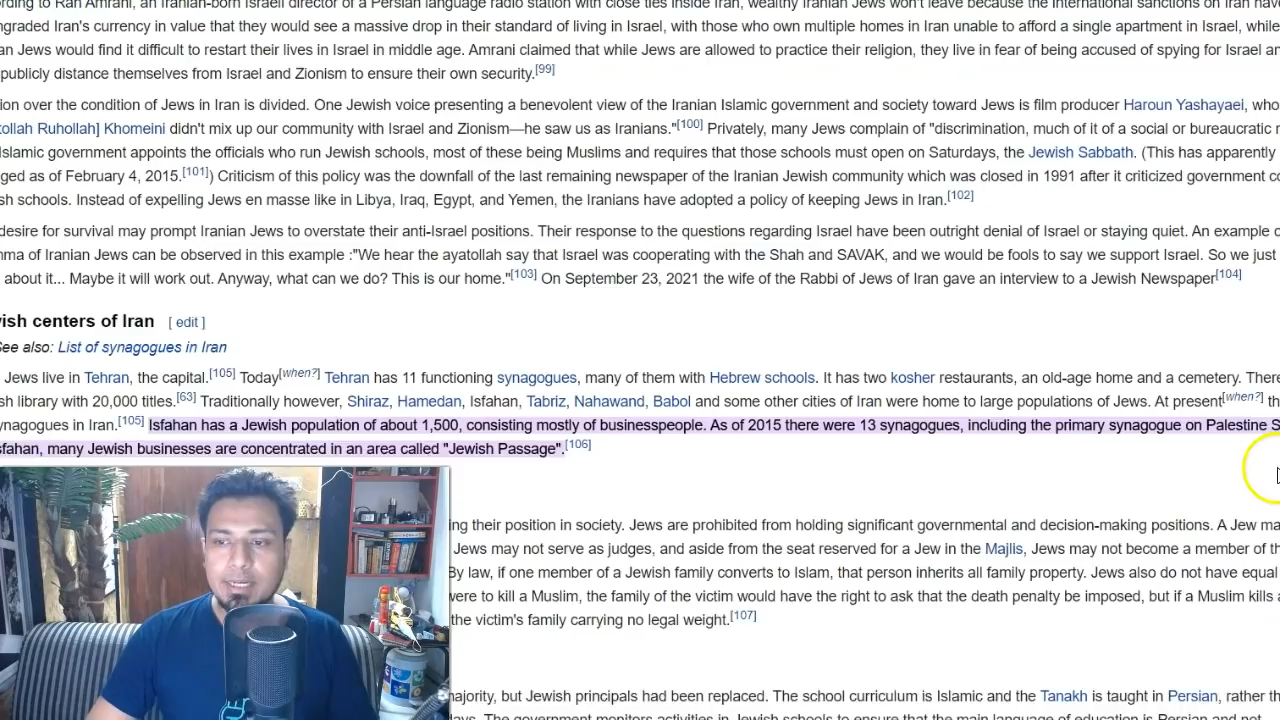 ording to Ran Amrani, an Iranian-born Israeli director of a Persian language radio station with close ties inside Iran, wealthy Iranian Jews won't leave because the international sanctions on Iran have
ngraded Iran's currency in value that they would see a massive drop in their standard of living in Israel, with those who own multiple homes in Iran unable to afford a single apartment in Israel, while
an Jews would find it difficult to restart their lives in Israel in middle age. Amrani claimed that while Jews are allowed to practice their religion, they live in fear of being accused of spying for Israel an
publicly distance themselves from Israel and Zionism to ensure their own security.[99]
ion over the condition of Jews in Iran is divided. One Jewish voice presenting a benevolent view of the Iranian Islamic government and society toward Jews is film producer Haroun Yashayaei, who
tollah Ruhollah] Khomeini didn't mix up our community with Israel and Zionism—he saw us as Iranians."[100] Privately, many Jews complain of "discrimination, much of it of a social or bureaucratic n
Islamic government appoints the officials who run Jewish schools, most of these being Muslims and requires that those schools must open on Saturdays, the Jewish Sabbath. (This has apparently
ged as of February 4, 2015.[101]) Criticism of this policy was the downfall of the last remaining newspaper of the Iranian Jewish community which was closed in 1991 after it criticized government co
sh schools. Instead of expelling Jews en masse like in Libya, Iraq, Egypt, and Yemen, the Iranians have adopted a policy of keeping Jews in Iran.[102]
desire for survival may prompt Iranian Jews to overstate their anti-Israel positions. Their response to the questions regarding Israel have been outright denial of Israel or staying quiet. An example o
mma of Iranian Jews can be observed in this example :"We hear the ayatollah say that Israel was cooperating with the Shah and SAVAK, and we would be fools to say we support Israel. So we just
about it... Maybe it will work out. Anyway, what can we do? This is our home."[103] On September 23, 2021 the wife of the Rabbi of Jews of Iran gave an interview to a Jewish Newspaper[104]
wish centers of Iran [ edit ]
See also: List of synagogues in Iran
Jews live in Tehran, the capital.[105] Today[when?] Tehran has 11 functioning synagogues, many of them with Hebrew schools. It has two kosher restaurants, an old-age home and a cemetery. There
sh library with 20,000 titles.[63] Traditionally however, Shiraz, Hamedan, Isfahan, Tabriz, Nahawand, Babol and some other cities of Iran were home to large populations of Jews. At present[when?] th
ynagogues in Iran.[105] Isfahan has a Jewish population of about 1,500, consisting mostly of businesspeople. As of 2015 there were 13 synagogues, including the primary synagogue on Palestine S
sfahan, many Jewish businesses are concentrated in an area called "Jewish Passage".[106]
ing their position in society. Jews are prohibited from holding significant governmental and decision-making positions. A Jew ma
Jews may not serve as judges, and aside from the seat reserved for a Jew in the Majlis, Jews may not become a member of th
By law, if one member of a Jewish family converts to Islam, that person inherits all family property. Jews also do not have equal
were to kill a Muslim, the family of the victim would have the right to ask that the death penalty be imposed, but if a Muslim kills a
the victim's family carrying no legal weight.[107]
najority, but Jewish principals had been replaced. The school curriculum is Islamic and the Tanakh is taught in Persian, rather th
days. The government monitors activities in Jewish schools to ensure that the main language of education is Persian and not